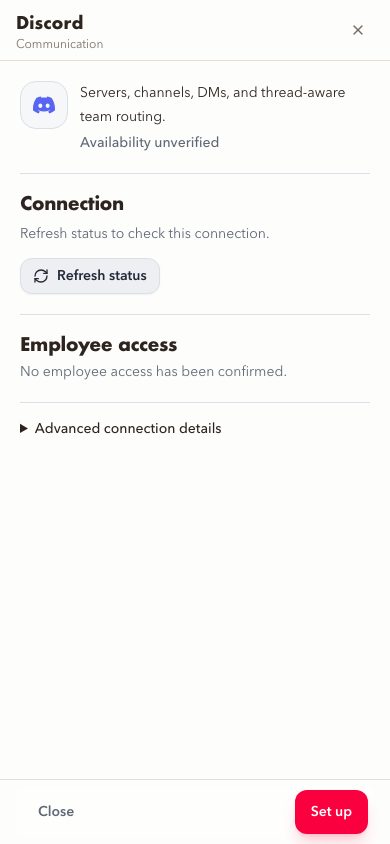 Discord
Communication
Servers, channels, DMs, and thread-aware
team routing.
Availability unverified
Connection
Refresh status to check this connection.
Refresh status
Employee access
No employee access has been confirmed.
Advanced connection details
Close
Set up